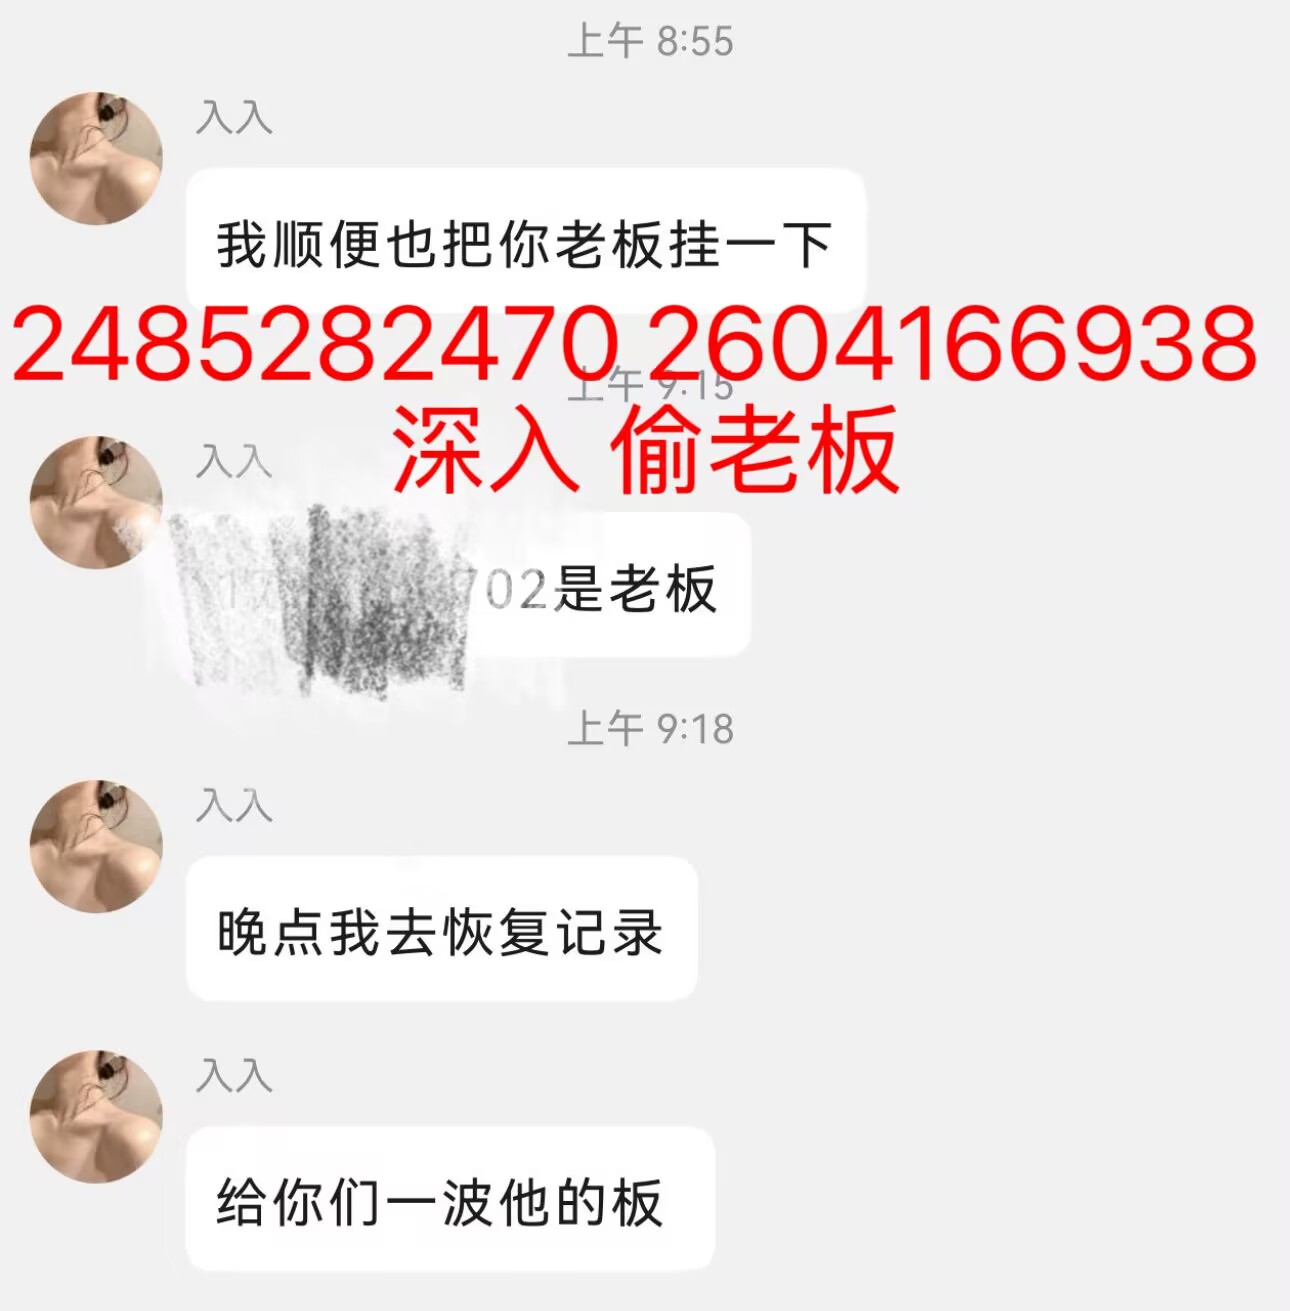 上午 8:55
入入
我顺便也把你老板挂一下
2485282470 2604166938
上午 9:15
深入 偷老板
入入
702是老板
上午 9:18
入入
晚点我去恢复记录
入入
给你们一波他的板